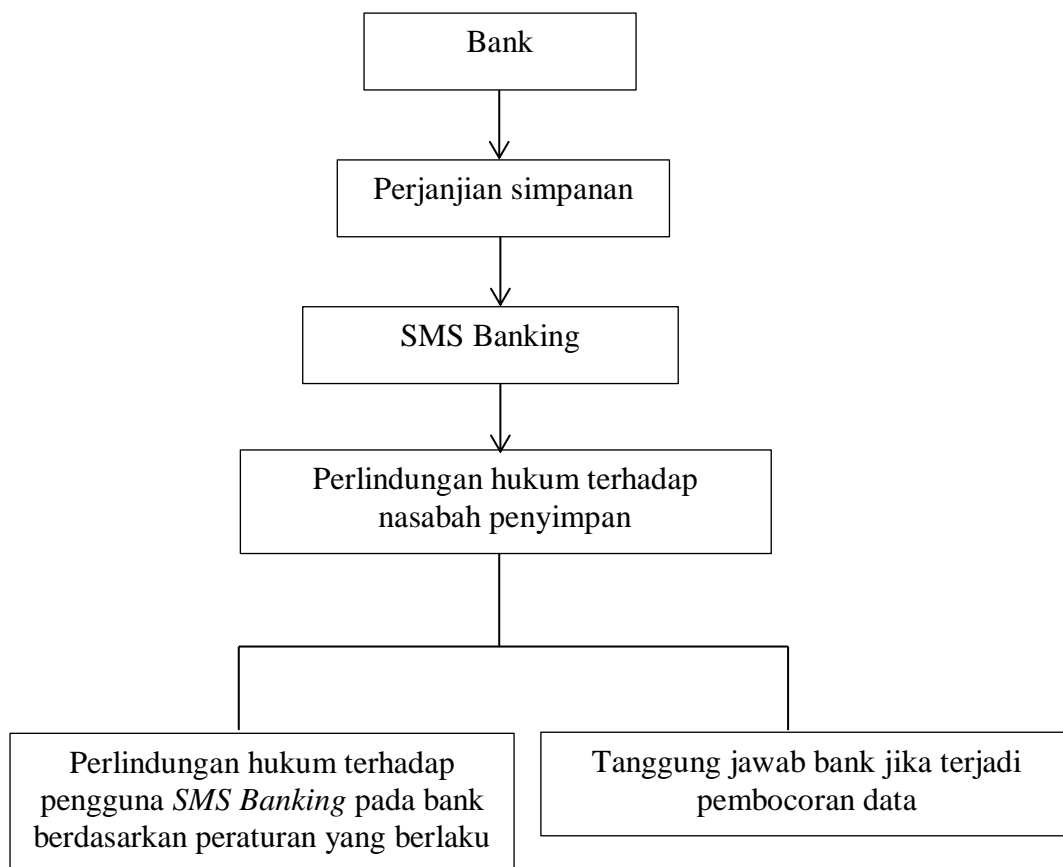 Bank
Perjanjian simpanan
SMS Banking
Perlindungan hukum terhadap
nasabah penyimpan
Perlindungan hukum terhadap
pengguna SMS Banking pada bank
berdasarkan peraturan yang berlaku
Tanggung jawab bank jika terjadi
pembocoran data